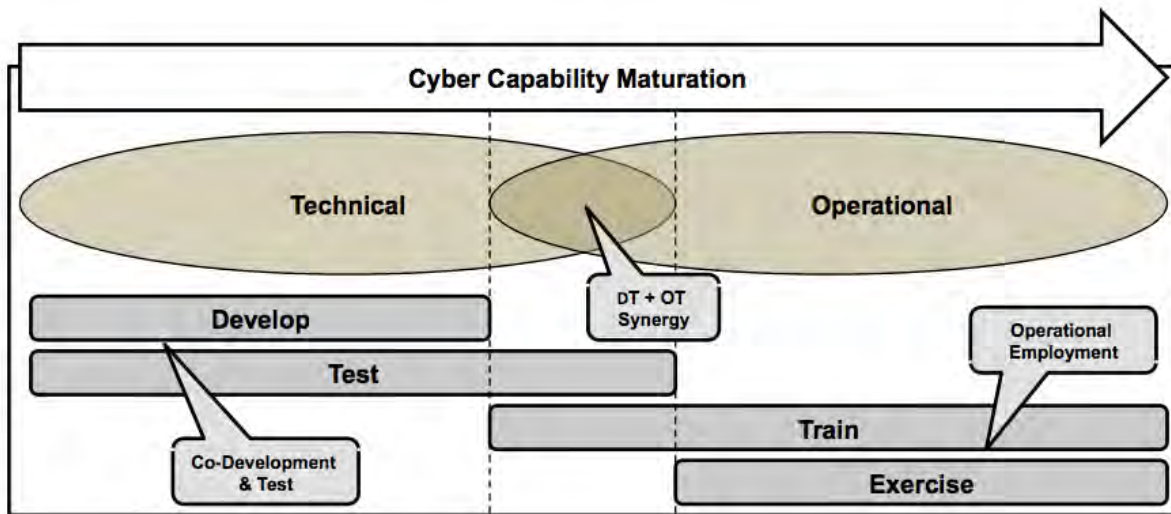 Cyber Capability Maturation
Technical
Operational
DT + OT
Synergy
Develop
Operational
Employment
Test
Train
Co-Development
& Test
Exercise